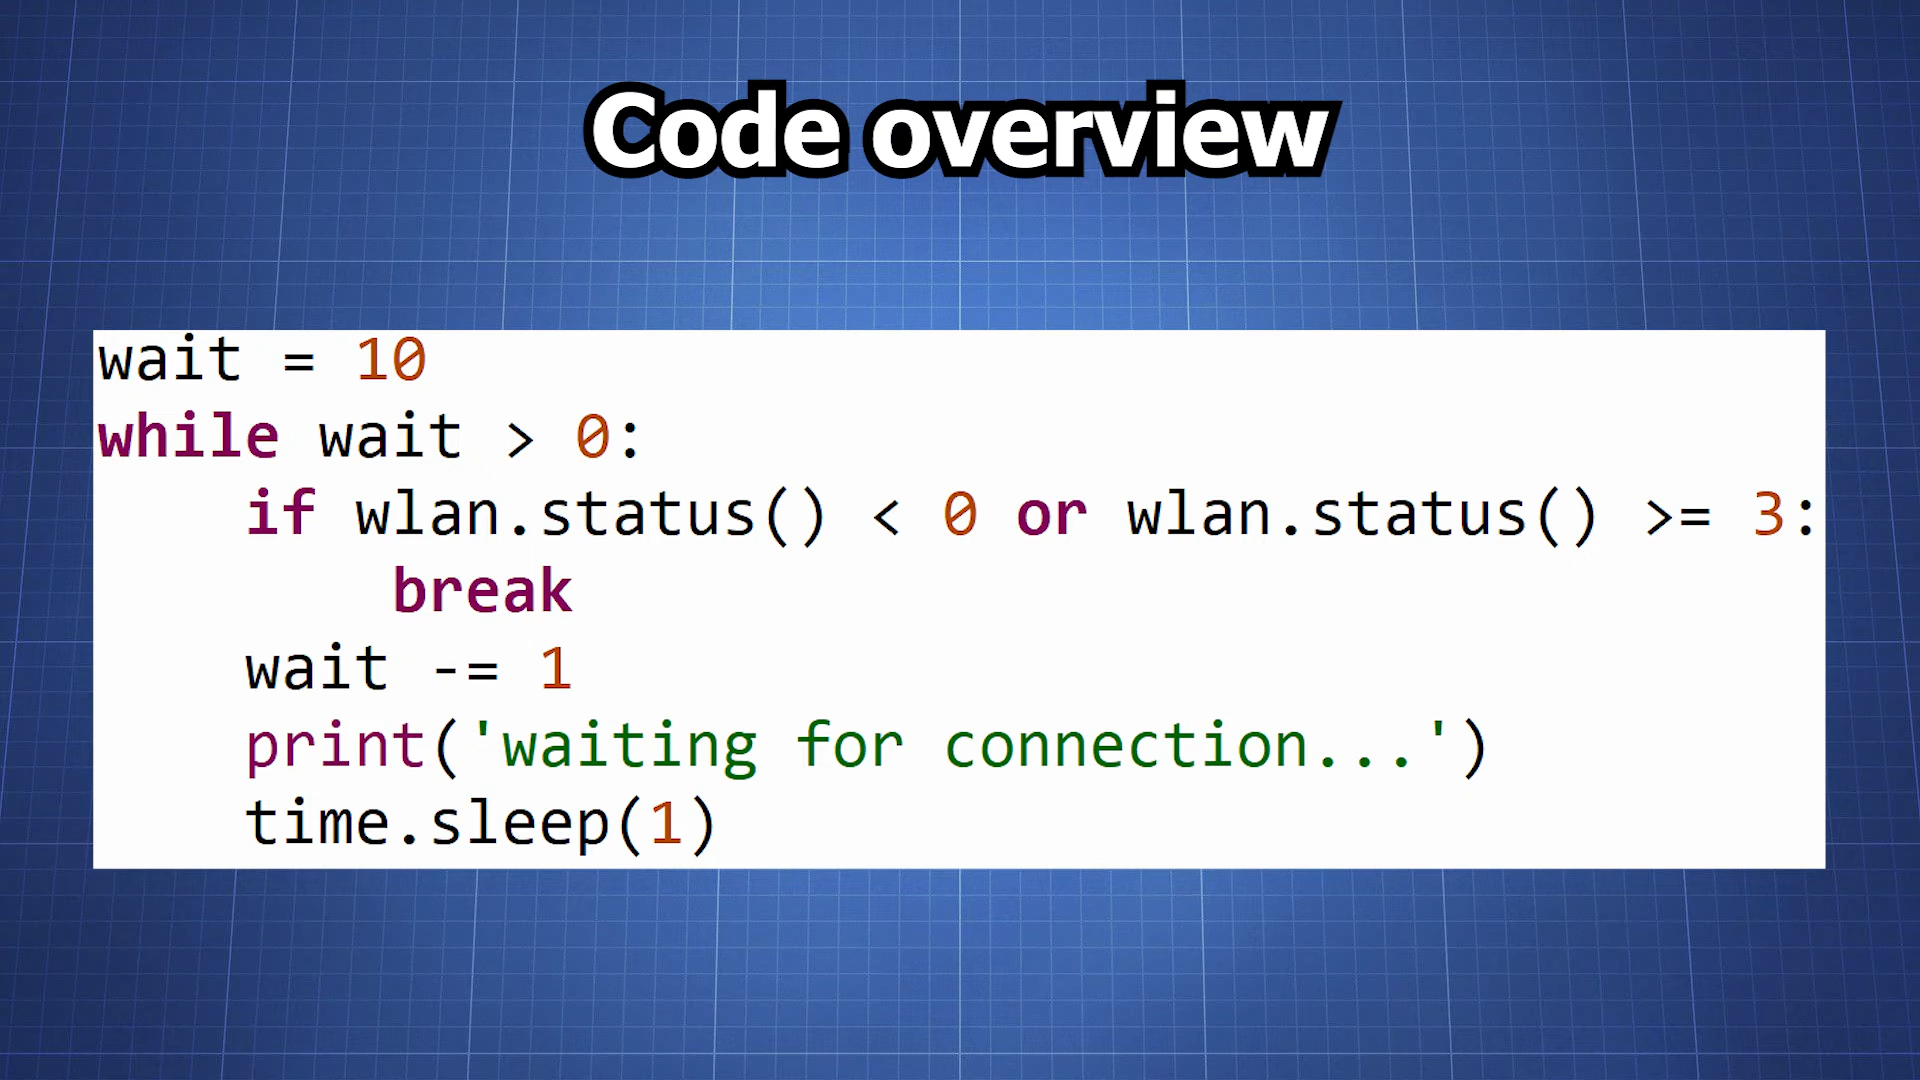 Code overview
wait = 10
while wait > 0:
    if wlan.status() < 0 or wlan.status() >= 3:
        break
    wait -= 1
    print('waiting for connection...')
    time.sleep(1)